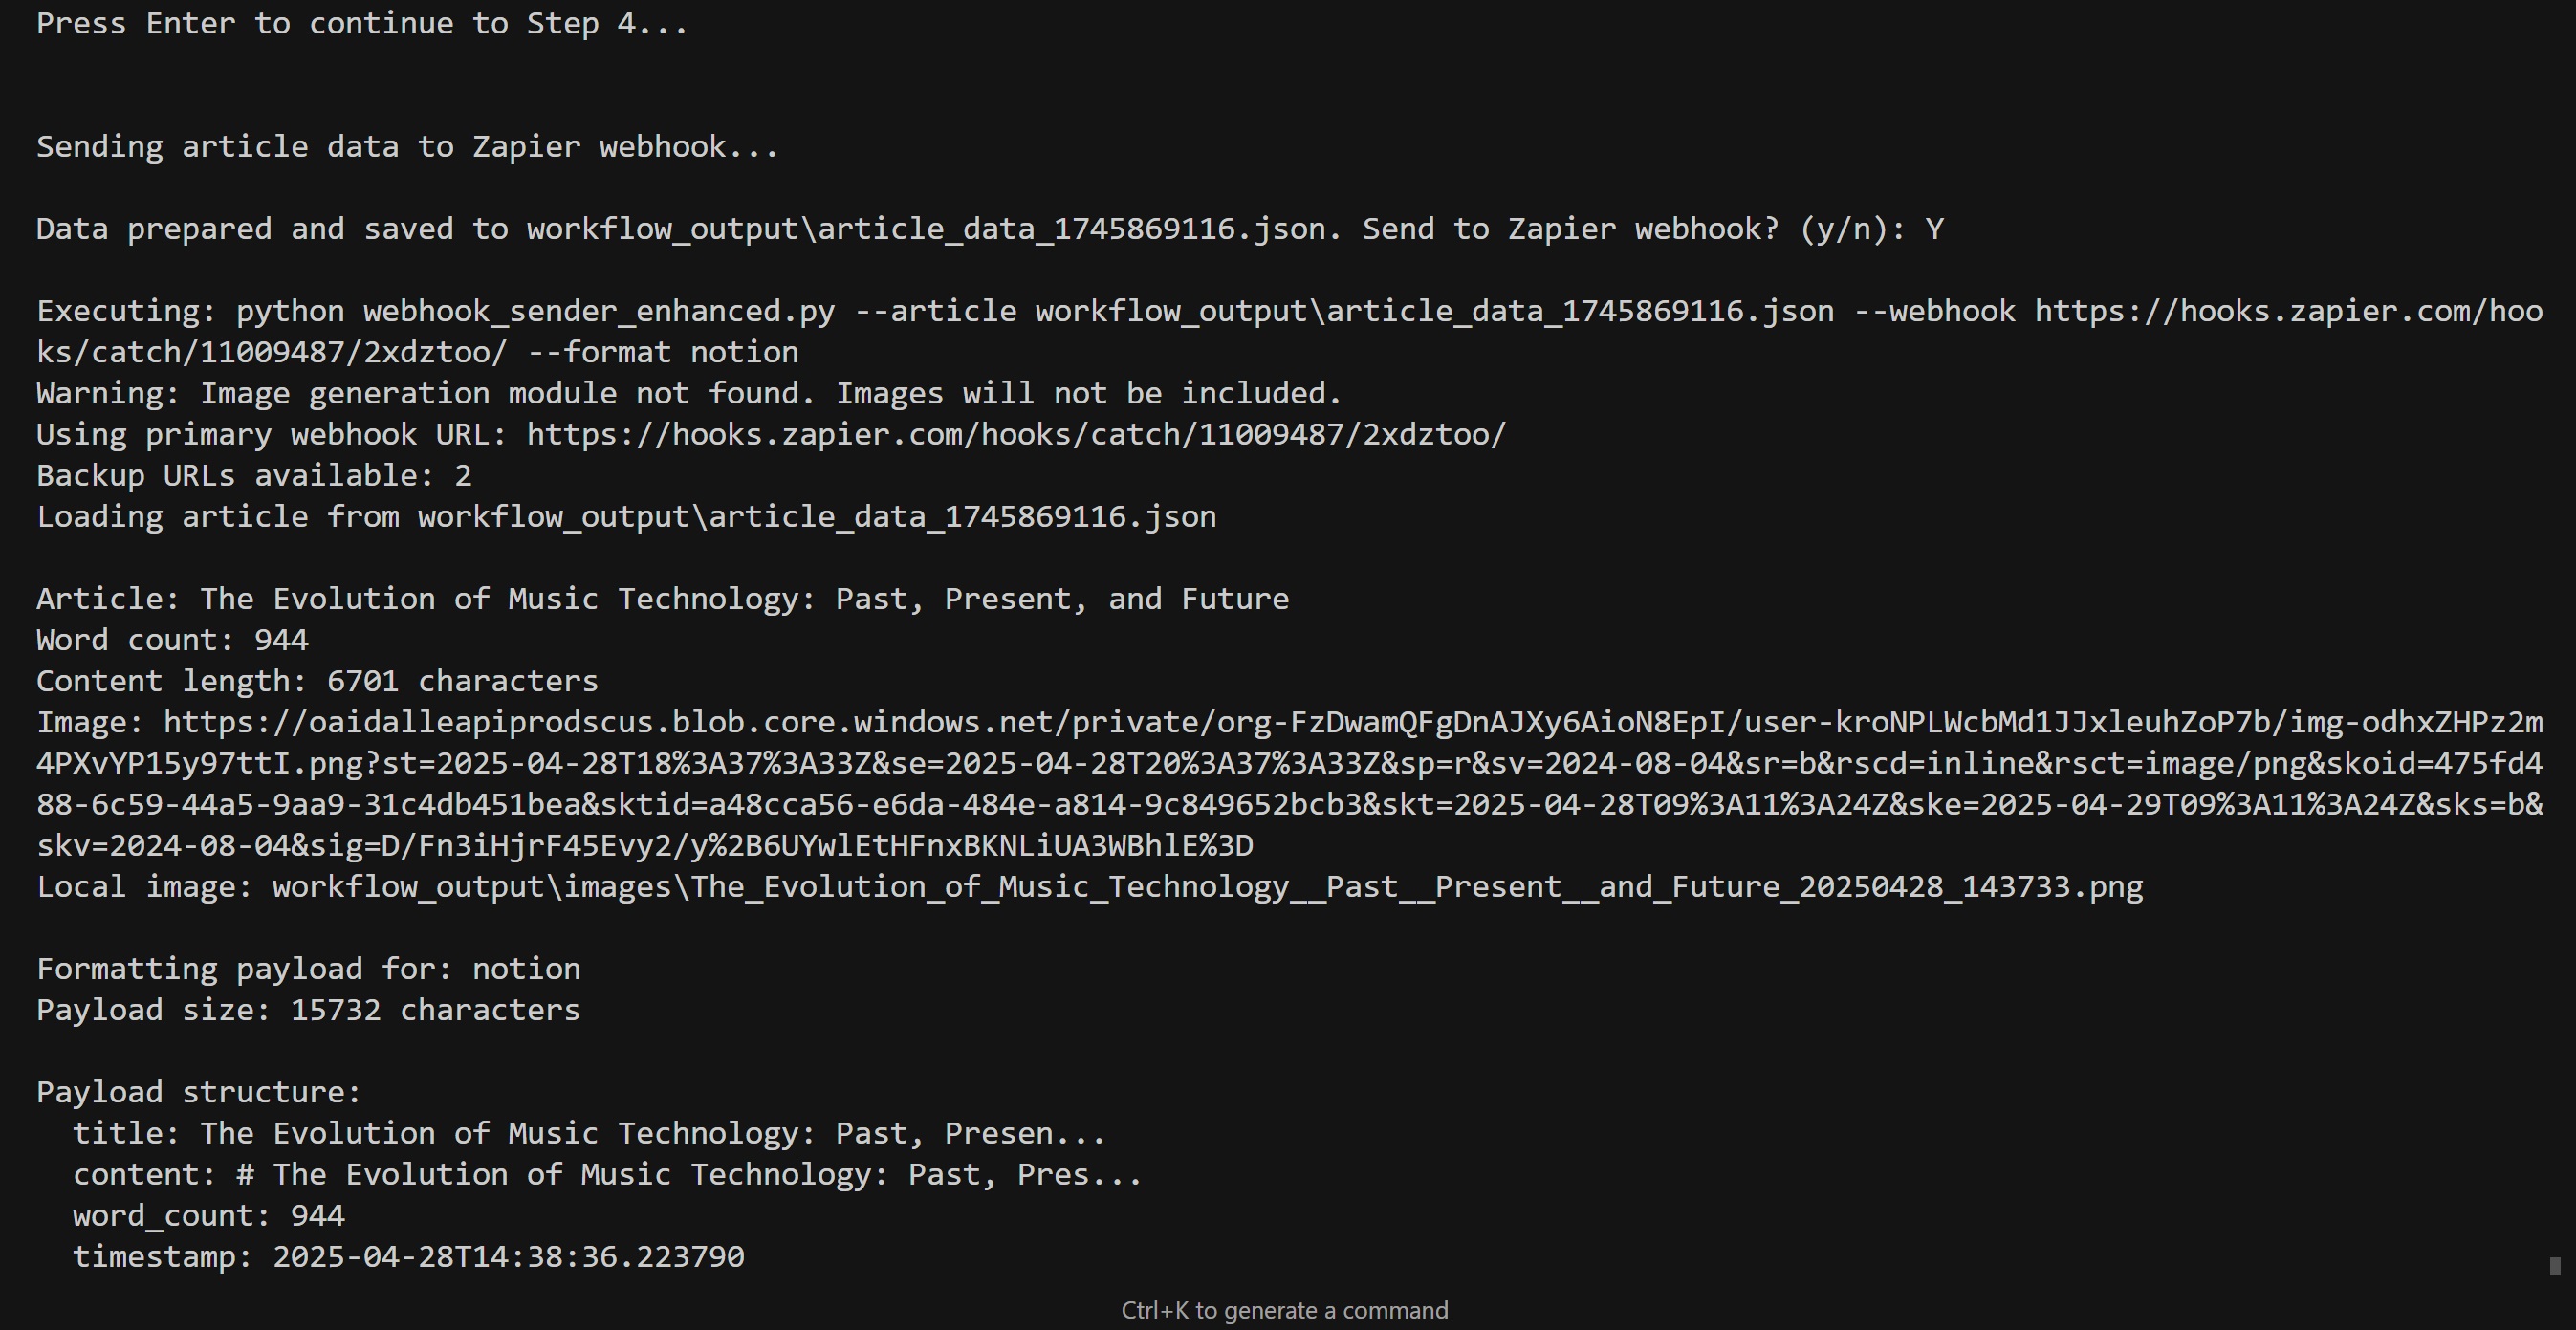 Press Enter to continue to Step 4...
Sending article data to Zapier webhook...
Data prepared and saved to workflow_output\article_data_1745869116.json. Send to Zapier webhook? (y/n): Y
Executing: python webhook_sender_enhanced.py --article workflow_output\article_data_1745869116.json --webhook https://hooks.zapier.com/hoo
ks/catch/11009487/2xdztoo/ --format notion
Warning: Image generation module not found. Images will not be included.
Using primary webhook URL: https://hooks.zapier.com/hooks/catch/11009487/2xdztoo/
Backup URLs available: 2
Loading article from workflow_output\article_data_1745869116.json
Article: The Evolution of Music Technology: Past, Present, and Future
Word count: 944
Content length: 6701 characters
Image: https://oaidalleapiprodscus.blob.core.windows.net/private/org-FzDwamQFgDnAJXy6AioN8EpI/user-kroNPLWcbMd1JJxleuhZoP7b/img-odhxZHPz2m
4PXvYP15y97ttI.png?st=2025-04-28T18%3A37%3A33Z&se=2025-04-28T20%3A37%3A33Z&sp=r&sv=2024-08-04&sr=b&rscd=inline&rsct=image/png&skoid=475fd4
88-6c59-44a5-9aa9-31c4db451bea&sktid=a48cca56-e6da-484e-a814-9c849652bcb3&skt=2025-04-28T09%3A11%3A24Z&ske=2025-04-29T09%3A11%3A24Z&sks=b&
skv=2024-08-04&sig=D/Fn3iHjrF45Evy2/y%2B6UYwlEtHFnxBKNLiUA3WBhlE%3D
Local image: workflow_output\images\The_Evolution_of_Music_Technology__Past__Present__and_Future_20250428_143733.png
Formatting payload for: notion
Payload size: 15732 characters
Payload structure:
title: The Evolution of Music Technology: Past, Presen...
content: # The Evolution of Music Technology: Past, Pres...
word_count: 944
timestamp: 2025-04-28T14:38:36.223790
Ctrl+K to generate a command